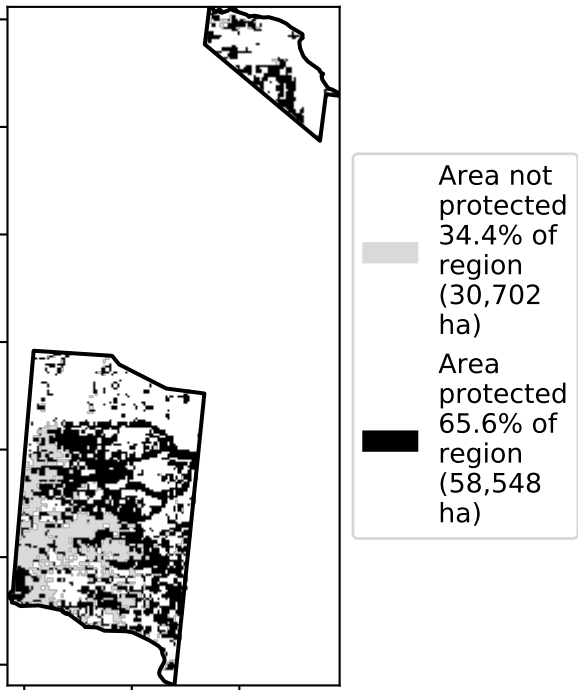 Area not
protected
34.4% of
region
(30,702
ha)
Area
protected
65.6% of
region
(58,548
ha)